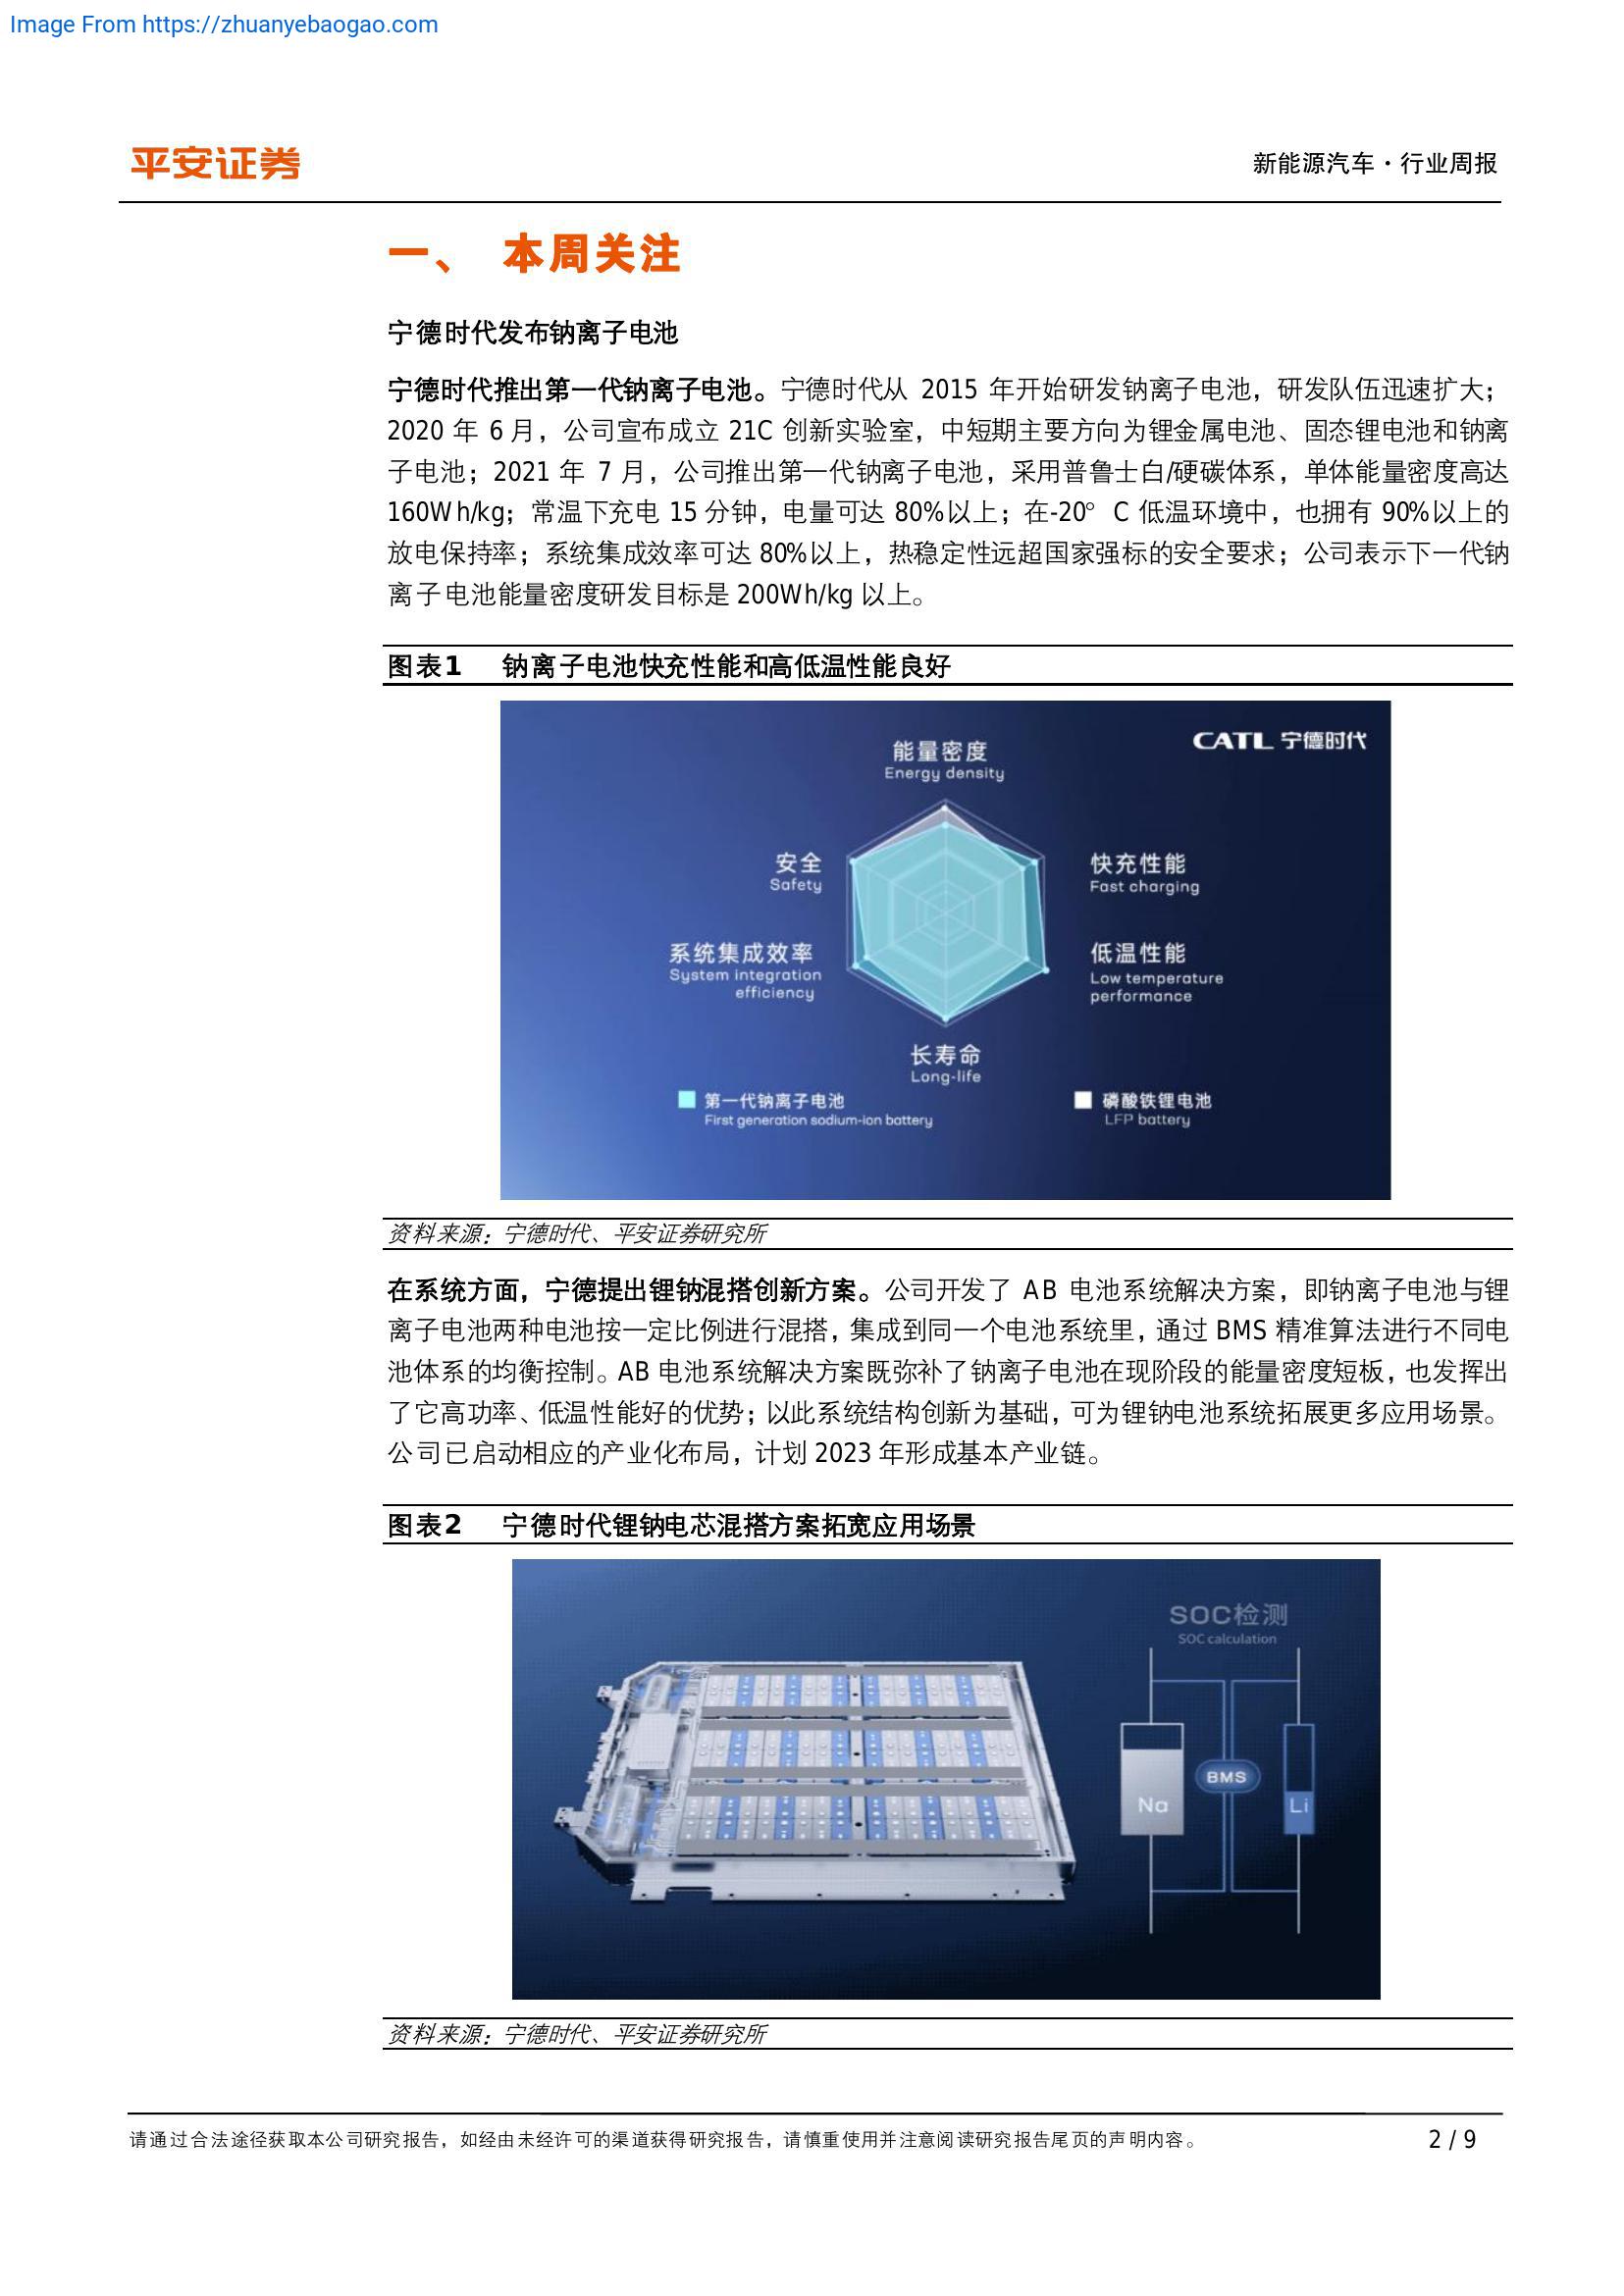 Image From https://zhuanyebaogao.com
平安证券
新能源汽车·行业周报
一、 本周关注
宁德时代发布钠离子电池
宁德时代推出第一代钠离子电池。宁德时代从 2015 年开始研发钠离子电池，研发队伍迅速扩大；
2020 年 6 月，公司宣布成立 21C 创新实验室，中短期主要方向为锂金属电池、固态锂电池和钠离
子电池；2021 年 7 月，公司推出第一代钠离子电池，采用普鲁士白/硬碳体系，单体能量密度高达
160Wh/kg；常温下充电 15 分钟，电量可达 80%以上；在-20° C 低温环境中，也拥有 90%以上的
放电保持率；系统集成效率可达 80%以上，热稳定性远超国家强标的安全要求；公司表示下一代钠
离子电池能量密度研发目标是 200Wh/kg 以上。
图表1 钠离子电池快充性能和高低温性能良好
CATL 宁德时代
能量密度
Energy density
安全
Safety
快充性能
Fast charging
系统集成效率
System integration
efficiency
低温性能
Low temperature
performance
长寿命
Long-life
第一代钠离子电池
First generation sodium-ion battery
磷酸铁锂电池
LFP battery
资料来源：宁德时代、平安证券研究所
在系统方面，宁德提出锂钠混搭创新方案。公司开发了 AB 电池系统解决方案，即钠离子电池与锂
离子电池两种电池按一定比例进行混搭，集成到同一个电池系统里，通过 BMS 精准算法进行不同电
池体系的均衡控制。AB 电池系统解决方案既弥补了钠离子电池在现阶段的能量密度短板，也发挥出
了它高功率、低温性能好的优势；以此系统结构创新为基础，可为锂钠电池系统拓展更多应用场景。
公司已启动相应的产业化布局，计划 2023 年形成基本产业链。
图表2 宁德时代锂钠电芯混搭方案拓宽应用场景
SOC检测
SOC calculation
BMS
Na
Li
资料来源：宁德时代、平安证券研究所
请通过合法途径获取本公司研究报告，如经由未经许可的渠道获得研究报告，请慎重使用并注意阅读研究报告尾页的声明内容。
2 / 9